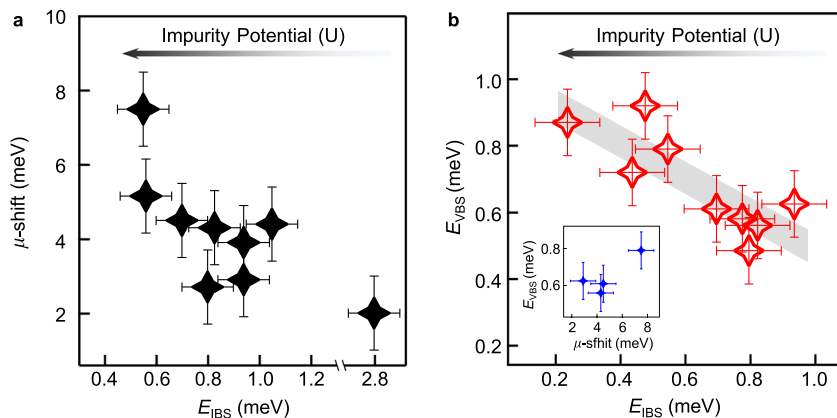 a
Impurity Potential (U)
10
8
6
4
2
μ-shift (meV)
0.4 0.6 0.8 1.0 1.2 2.8
E_IBS (meV)
b
Impurity Potential (U)
1.0
0.8
0.6
0.4
0.2
E_VBS (meV)
0.2 0.4 0.6 0.8 1.0
E_IBS (meV)
0.8
0.6
E_VBS (meV)
2 4 6 8
μ-sfhit (meV)